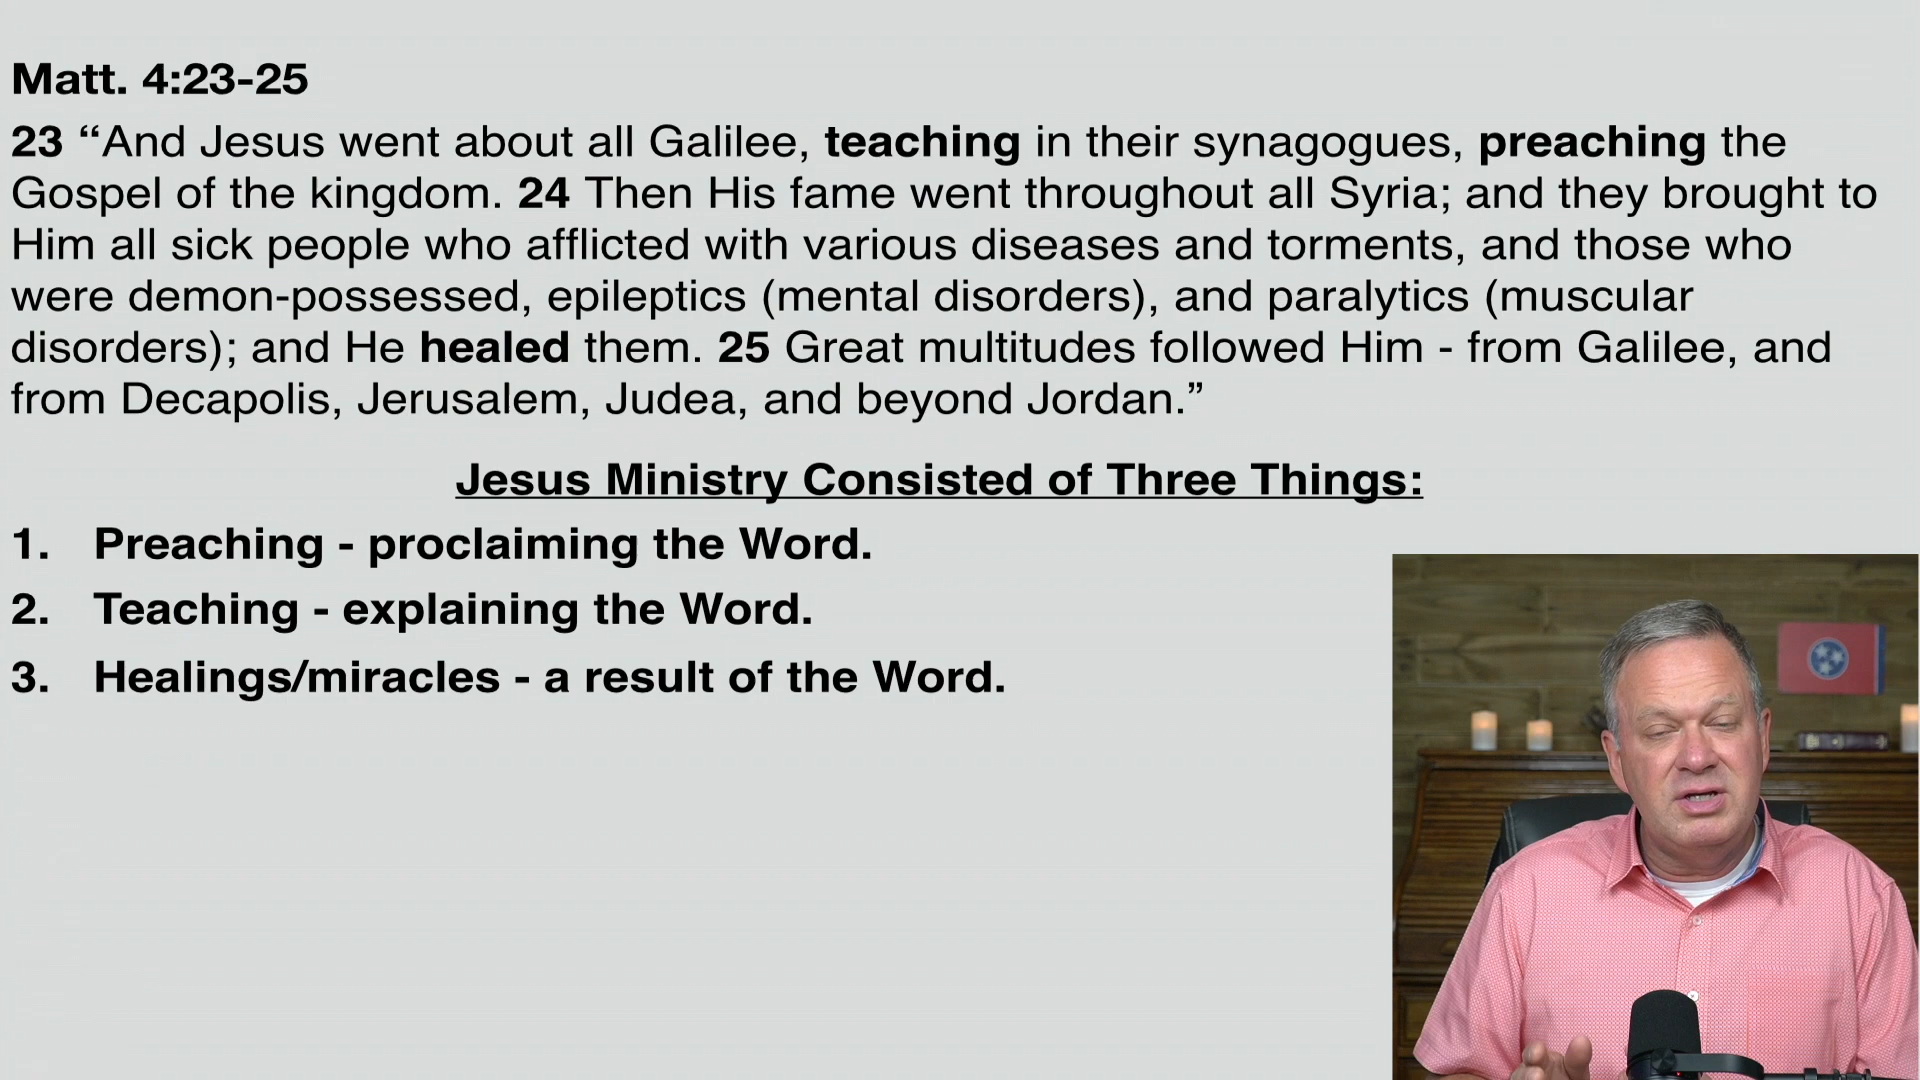 Matt. 4:23-25
23 “And Jesus went about all Galilee, teaching in their synagogues, preaching the
Gospel of the kingdom. 24 Then His fame went throughout all Syria; and they brought to
Him all sick people who afflicted with various diseases and torments, and those who
were demon-possessed, epileptics (mental disorders), and paralytics (muscular
disorders); and He healed them. 25 Great multitudes followed Him - from Galilee, and
from Decapolis, Jerusalem, Judea, and beyond Jordan.”
Jesus Ministry Consisted of Three Things:
1. Preaching - proclaiming the Word.
2. Teaching - explaining the Word.
3. Healings/miracles - a result of the Word.